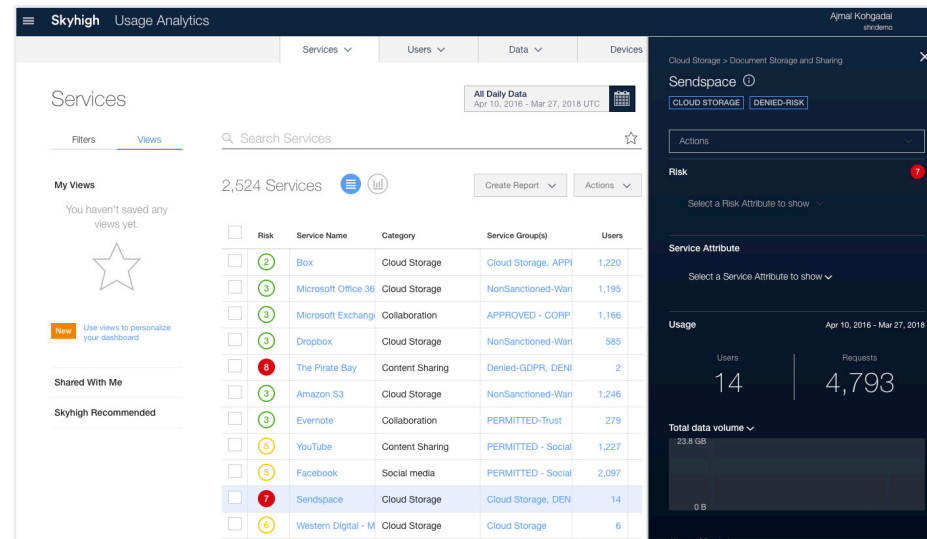 Skyhigh Usage Analytics
Ajmal Kohgadai
shndemo
Services Users Data Devices
Services
All Daily Data
Apr 10, 2016 - Mar 27, 2018 UTC
Filters Views
Search Services
My Views
You haven't saved any
views yet.
New Use views to personalize
your dashboard
Shared With Me
Skyhigh Recommended
2,524 Services Create Report Actions
Risk Service Name Category Service Group(s) Users
2 Box Cloud Storage Cloud Storage, APPI 1,220
3 Microsoft Office 36 Cloud Storage NonSanctioned-Wan 1,195
3 Microsoft Exchang Collaboration APPROVED - CORP 1,166
3 Dropbox Cloud Storage NonSanctioned-Wan 585
8 The Pirate Bay Content Sharing Denied-GDPR, DENI 2
3 Amazon S3 Cloud Storage NonSanctioned-Wan 1,246
3 Evernote Collaboration PERMITTED-Trust 279
5 YouTube Content Sharing PERMITTED - Social 1,227
5 Facebook Social media PERMITTED - Social 2,097
7 Sendspace Cloud Storage Cloud Storage, DEN 14
6 Western Digital - M Cloud Storage Cloud Storage 6
Cloud Storage > Document Storage and Sharing
Sendspace
CLOUD STORAGE DENIED-RISK
Actions
Risk 7
Select a Risk Attribute to show
Service Attribute
Select a Service Attribute to show
Usage Apr 10, 2016 - Mar 27, 2018
Users Requests
14 4,793
Total data volume
23.8 GB
0 B